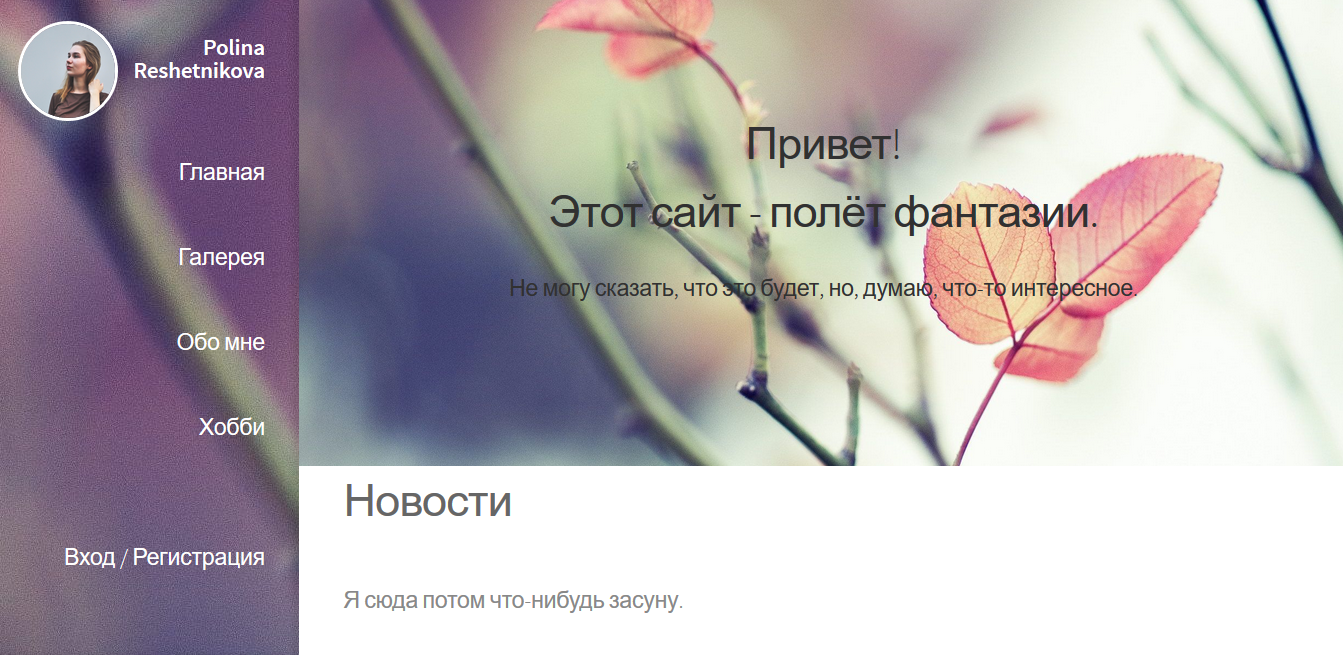 Polina
Reshetnikova
Главная
Галерея
Обо мне
Хобби
Вход / Регистрация
Привет!
Этот сайт - полёт фантазии.
Не могу сказать, что это будет, но, думаю, что-то интересное.
Новости
Я сюда потом что-нибудь засуну.